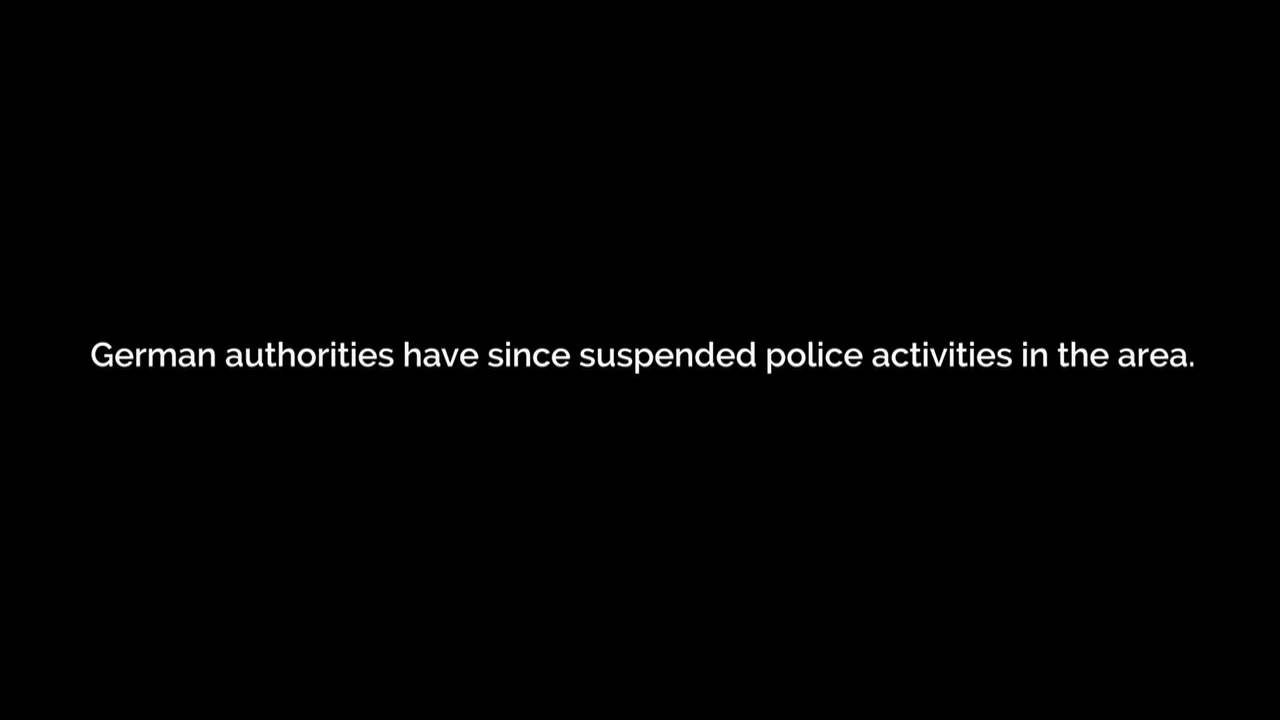 German authorities have since suspended police activities in the area.